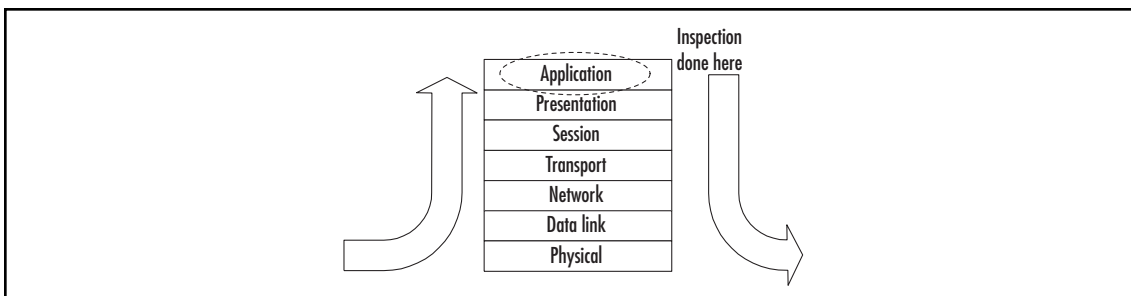 Inspection
done here
Application
Presentation
Session
Transport
Network
Data link
Physical